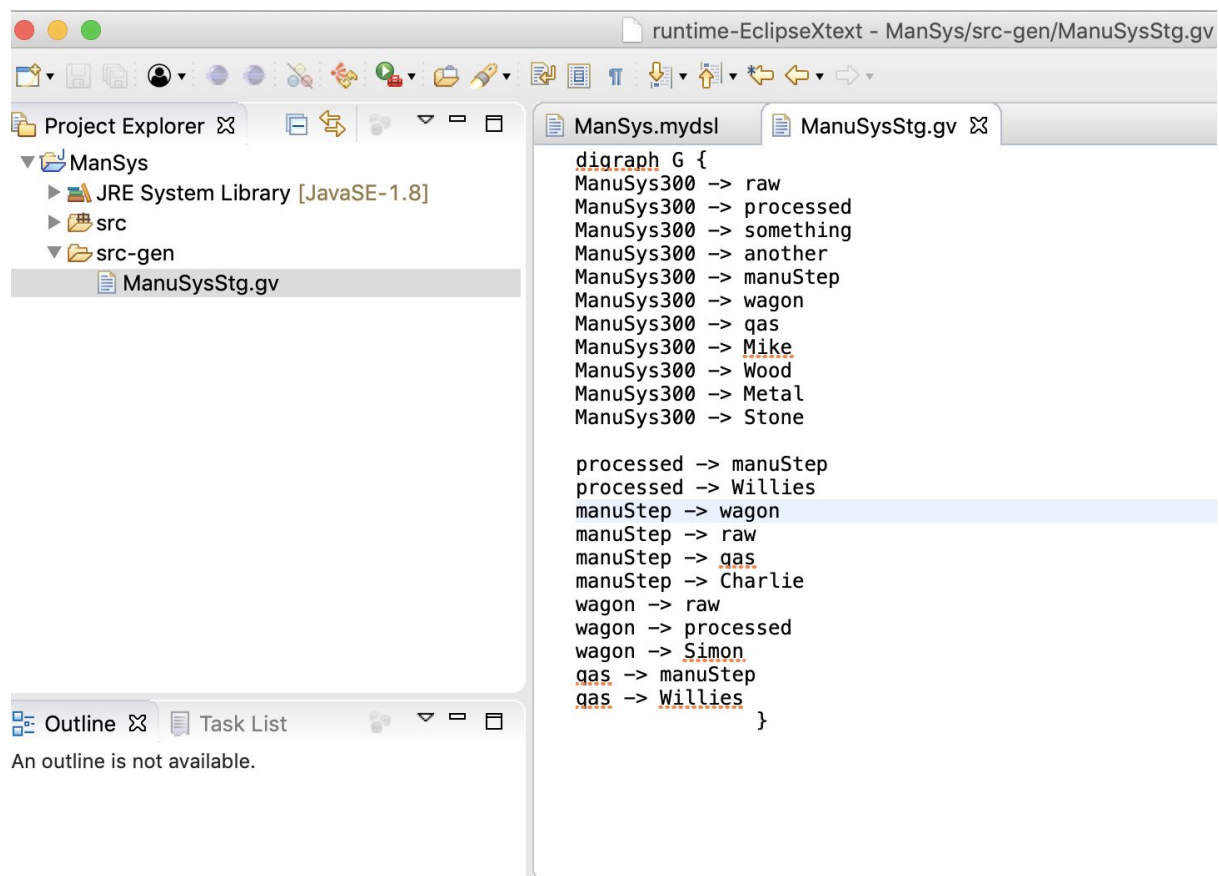 runtime-EclipseXtext - ManSys/src-gen/ManuSysStg.gv
Project Explorer
ManSys
JRE System Library [JavaSE-1.8]
src
src-gen
ManuSysStg.gv
Outline
Task List
An outline is not available.
ManSys.mydsl
ManuSysStg.gv
digraph G {
ManuSys300 -> raw
ManuSys300 -> processed
ManuSys300 -> something
ManuSys300 -> another
ManuSys300 -> manuStep
ManuSys300 -> wagon
ManuSys300 -> qas
ManuSys300 -> Mike
ManuSys300 -> Wood
ManuSys300 -> Metal
ManuSys300 -> Stone
processed -> manuStep
processed -> Willies
manuStep -> wagon
manuStep -> raw
manuStep -> qas
manuStep -> Charlie
wagon -> raw
wagon -> processed
wagon -> Simon
qas -> manuStep
qas -> Willies
}